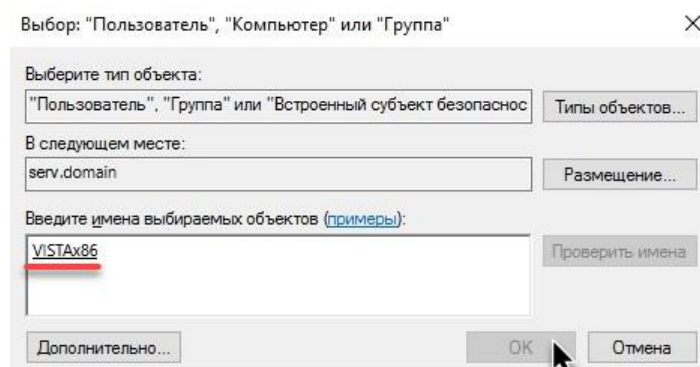 Выбор: "Пользователь", "Компьютер" или "Группа"
Выберите тип объекта:
"Пользователь", "Группа" или "Встроенный субъект безопаснос
Типы объектов...
В следующем месте:
serv.domain
Размещение...
Введите имена выбираемых объектов (примеры):
VISTAx86
Проверить имена
Дополнительно...
ОК
Отмена